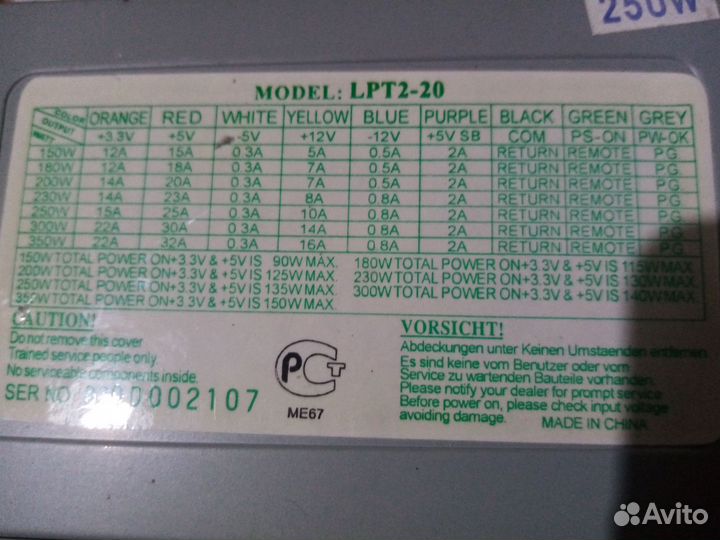 250W
MODEL: LPT2-20
COLOR ORANGE RED WHITE YELLOW BLUE PURPLE BLACK GREEN GREY
OUTPUT WATT +3.3V +5V -5V +12V -12V +5V SB COM PS-ON PW-OK
150W 12A 15A 0.3A 5A 0.5A 2A RETURN REMOTE P.G
180W 12A 18A 0.3A 7A 0.5A 2A RETURN REMOTE P.G
200W 14A 20A 0.3A 7A 0.5A 2A RETURN REMOTE P.G
230W 14A 23A 0.3A 8A 0.8A 2A RETURN REMOTE P.G
250W 15A 25A 0.3A 10A 0.8A 2A RETURN REMOTE P.G
300W 22A 30A 0.3A 14A 0.8A 2A RETURN REMOTE P.G
350W 22A 32A 0.3A 16A 0.8A 2A RETURN REMOTE P.G
150W TOTAL POWER ON+3.3V & +5V IS 90W MAX. 180W TOTAL POWER ON+3.3V & +5V IS 115W MAX.
200W TOTAL POWER ON+3.3V & +5V IS 125W MAX. 230W TOTAL POWER ON+3.3V & +5V IS 130W MAX.
250W TOTAL POWER ON+3.3V & +5V IS 135W MAX. 300W TOTAL POWER ON+3.3V & +5V IS 140W MAX.
350W TOTAL POWER ON+3.3V & +5V IS 150W MAX.
CAUTION!
Do not remove this cover
Trained service people only.
No serviceable components inside.
SER NO. 002107
РСТ
ME67
VORSICHT!
Abdeckungen unter Keinen Umstaenden entfernen
Es sind keine vom Benutzer oder vom
Service zu wartenden Bauteile vorhanden.
Please notify your dealer for prompt service
Before power on, please check input voltage
avoiding damage.
MADE IN CHINA
Avito